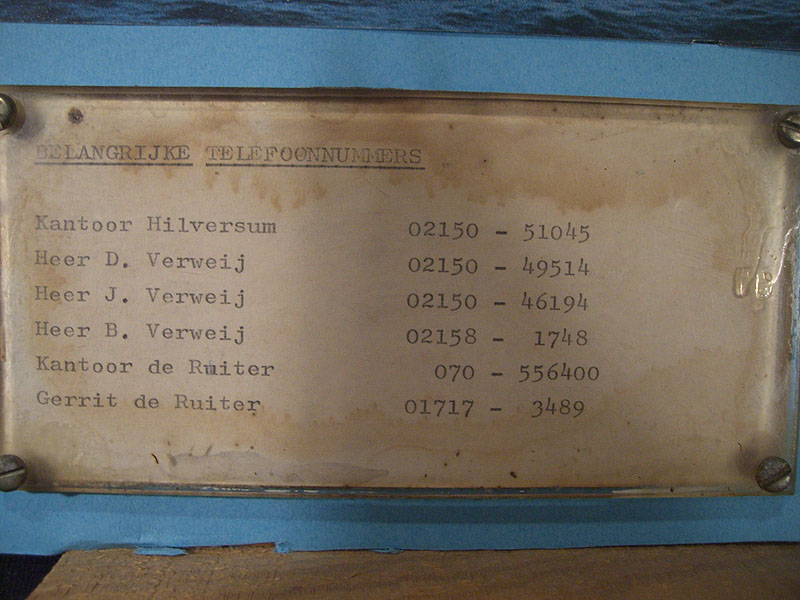 BELANGRIJKE TELEFOONNUMMERS
Kantoor Hilversum 02150 - 51045
Heer D. Verweij 02150 - 49514
Heer J. Verweij 02150 - 46194
Heer B. Verweij 02158 - 1748
Kantoor de Ruiter 070 - 556400
Gerrit de Ruiter 01717 - 3489